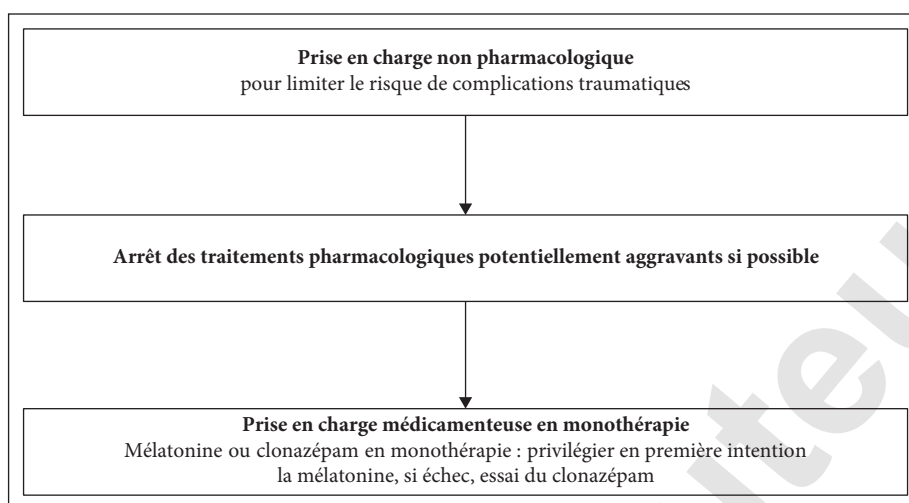 Prise en charge non pharmacologique
pour limiter le risque de complications traumatiques
Arrêt des traitements pharmacologiques potentiellement aggravants si possible
Prise en charge médicamenteuse en monothérapie
Mélatonine ou clonazépam en monothérapie : privilégier en première intention
la mélatonine, si échec, essai du clonazépam